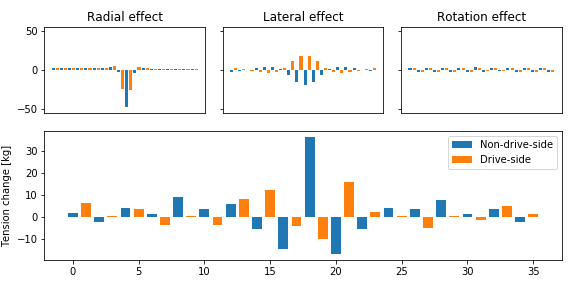 Radial effect
Lateral effect
Rotation effect
50
0
−50
Tension change [kg]
30
20
10
0
−10
Non-drive-side
Drive-side
0 5 10 15 20 25 30 35